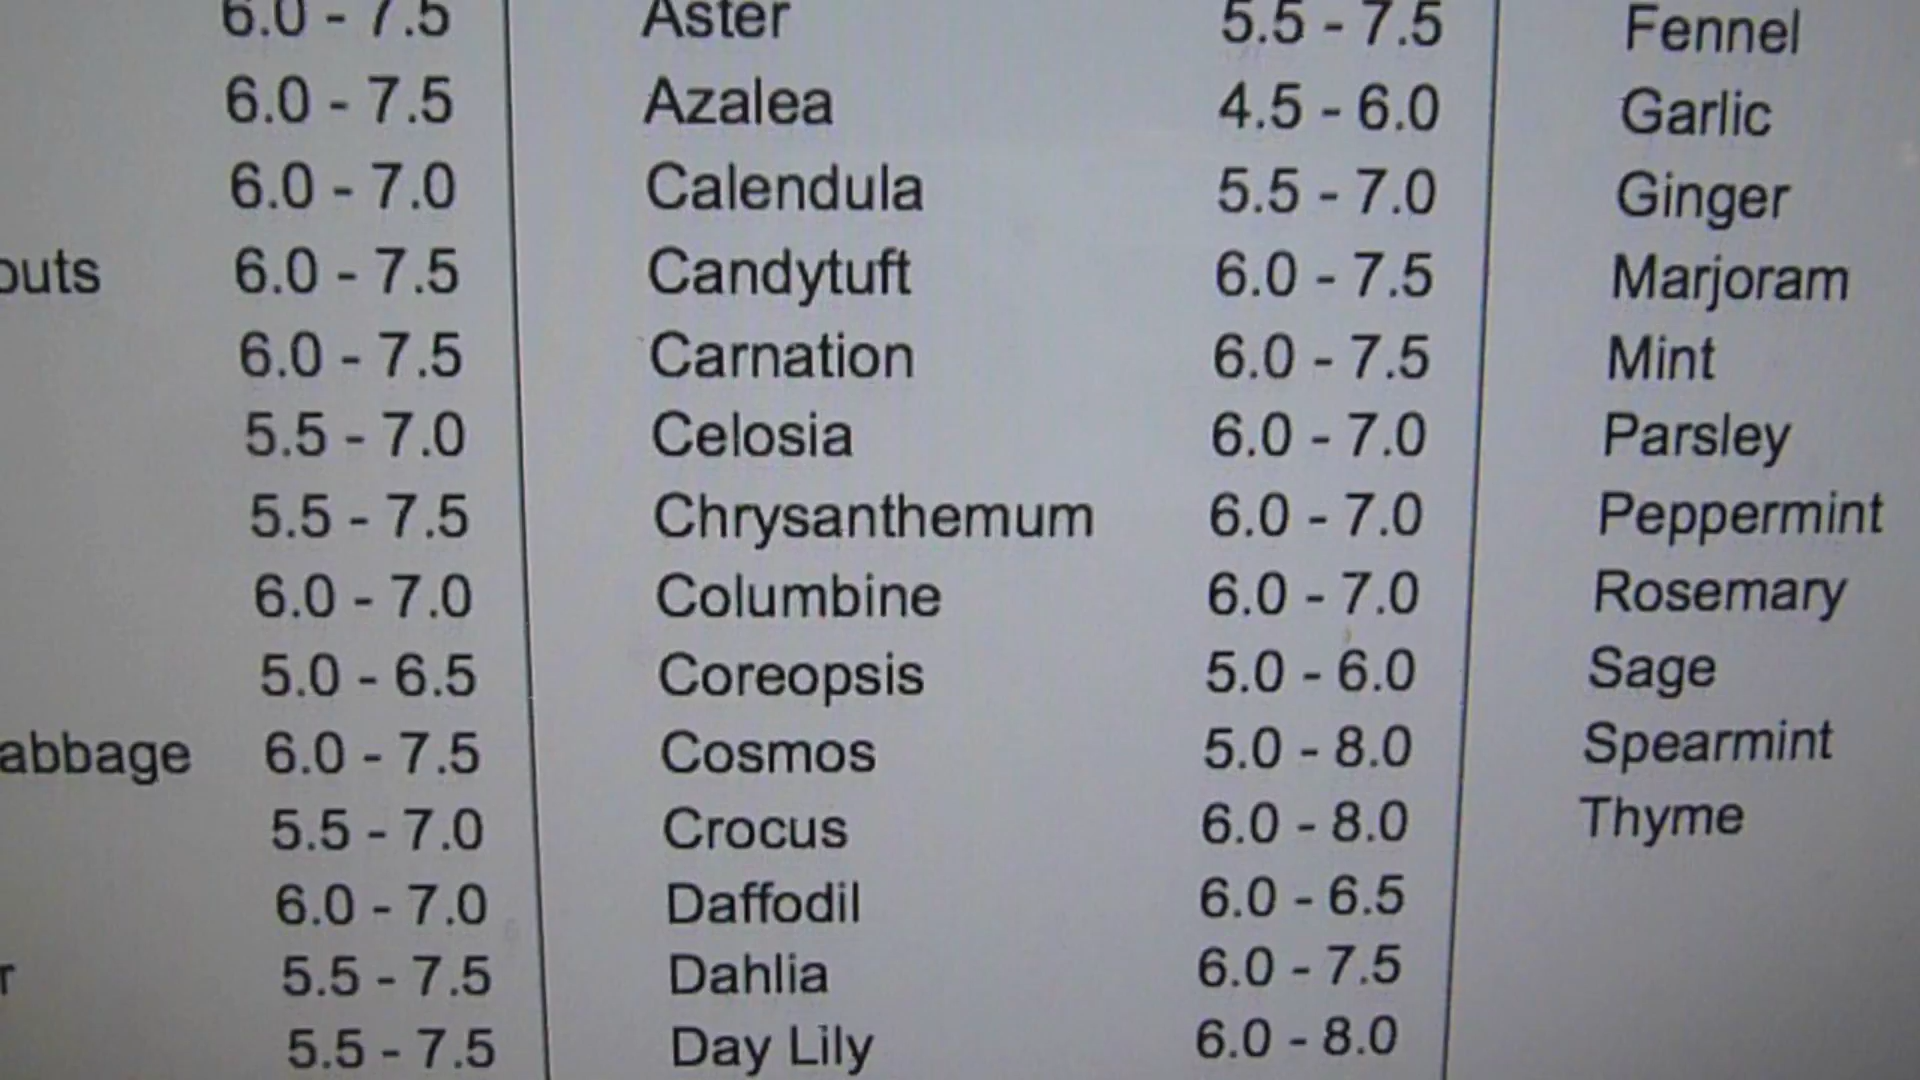 6.0 - 7.5 Aster 5.5 - 7.5 Fennel
6.0 - 7.5 Azalea 4.5 - 6.0 Garlic
6.0 - 7.0 Calendula 5.5 - 7.0 Ginger
outs 6.0 - 7.5 Candytuft 6.0 - 7.5 Marjoram
6.0 - 7.5 Carnation 6.0 - 7.5 Mint
5.5 - 7.0 Celosia 6.0 - 7.0 Parsley
5.5 - 7.5 Chrysanthemum 6.0 - 7.0 Peppermint
6.0 - 7.0 Columbine 6.0 - 7.0 Rosemary
5.0 - 6.5 Coreopsis 5.0 - 6.0 Sage
abbage 6.0 - 7.5 Cosmos 5.0 - 8.0 Spearmint
5.5 - 7.0 Crocus 6.0 - 8.0 Thyme
6.0 - 7.0 Daffodil 6.0 - 6.5
r 5.5 - 7.5 Dahlia 6.0 - 7.5
5.5 - 7.5 Day Lily 6.0 - 8.0